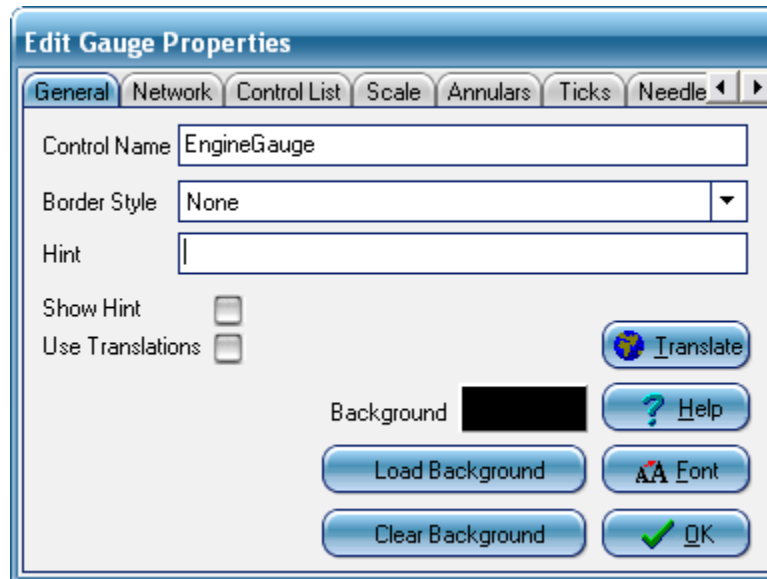 Edit Gauge Properties
General Network Control List Scale Annulars Ticks Needle
Control Name EngineGauge
Border Style None
Hint
Show Hint
Use Translations
Translate
Background
Help
Load Background
Font
Clear Background
OK